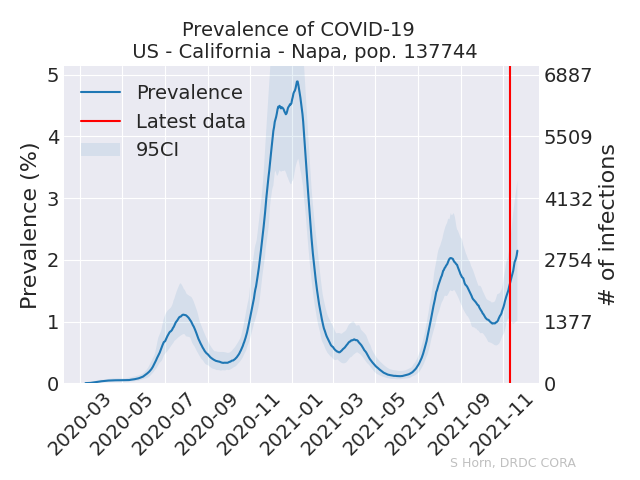 Prevalence of COVID-19
US - California - Napa, pop. 137744
Prevalence (%)
5
4
3
2
1
0
Prevalence
Latest data
95CI
6887
5509
4132
2754
1377
0
# of infections
2020-03
2020-05
2020-07
2020-09
2020-11
2021-01
2021-03
2021-05
2021-07
2021-09
2021-11
S Horn, DRDC CORA